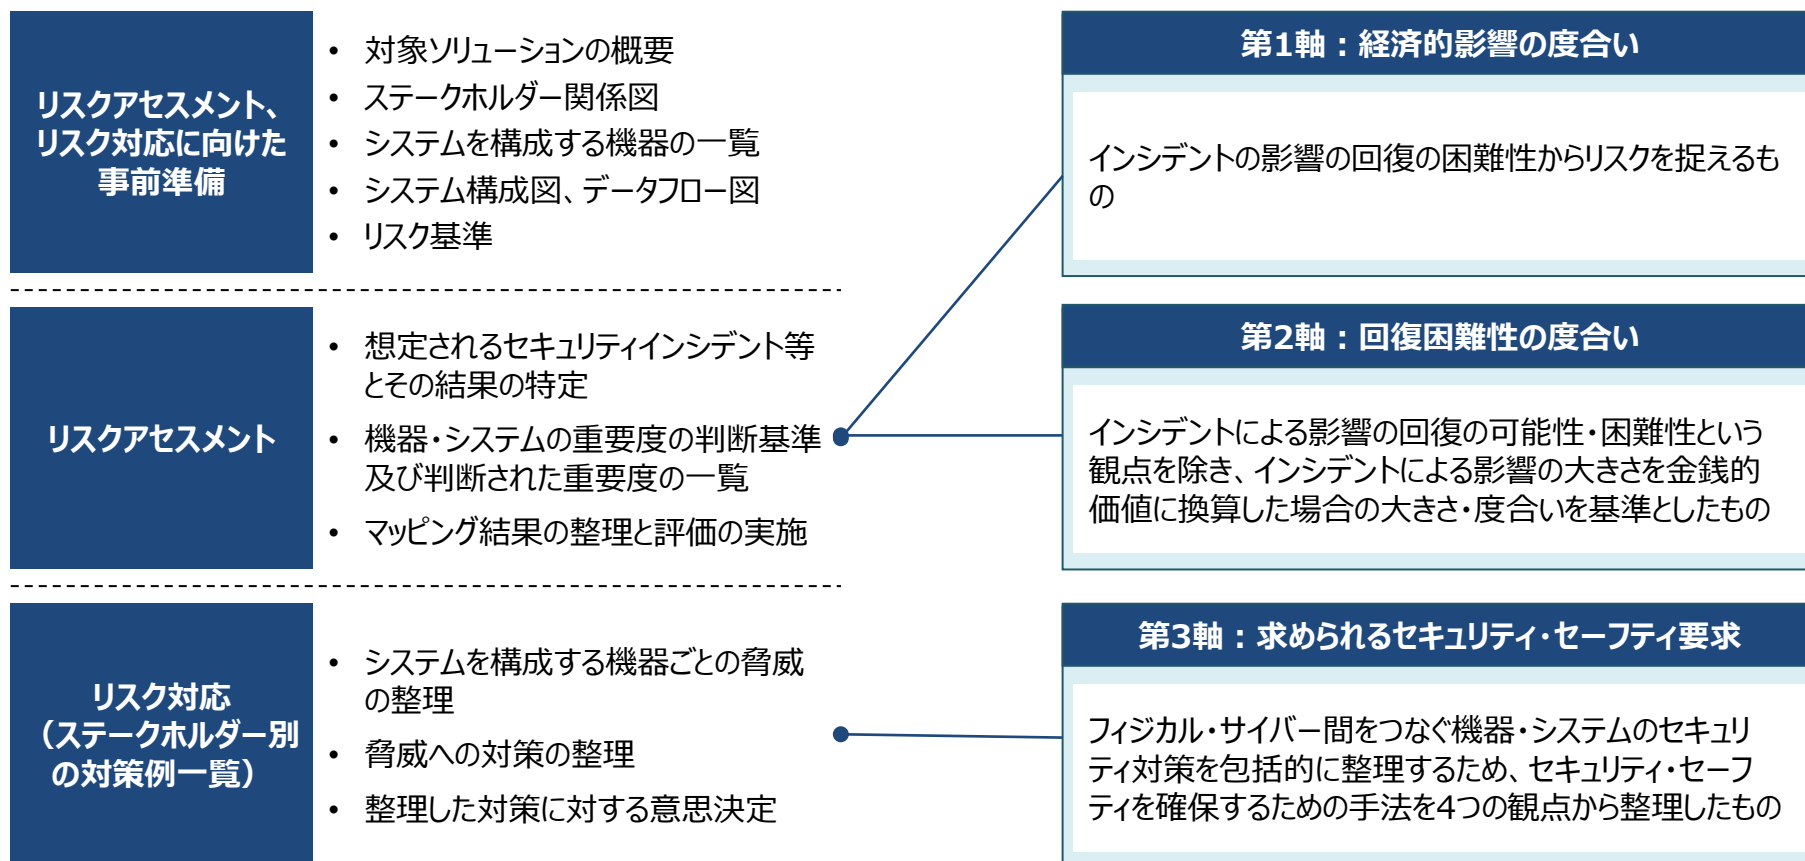 リスクアセスメント、
リスク対応に向けた
事前準備
• 対象ソリューションの概要
• ステークホルダー関係図
• システムを構成する機器の一覧
• システム構成図、データフロー図
• リスク基準
リスクアセスメント
• 想定されるセキュリティインシデント等
とその結果の特定
• 機器・システムの重要度の判断基準
及び判断された重要度の一覧
• マッピング結果の整理と評価の実施
リスク対応
（ステークホルダー別
の対策例一覧）
• システムを構成する機器ごとの脅威
の整理
• 脅威への対策の整理
• 整理した対策に対する意思決定
第1軸：経済的影響の度合い
インシデントの影響の回復の困難性からリスクを捉えるも
の
第2軸：回復困難性の度合い
インシデントによる影響の回復の可能性・困難性という
観点を除き、インシデントによる影響の大きさを金銭的
価値に換算した場合の大きさ・度合いを基準としたもの
第3軸：求められるセキュリティ・セーフティ要求
フィジカル・サイバー間をつなぐ機器・システムのセキュリ
ティ対策を包括的に整理するため、セキュリティ・セーフ
ティを確保するための手法を4つの観点から整理したもの